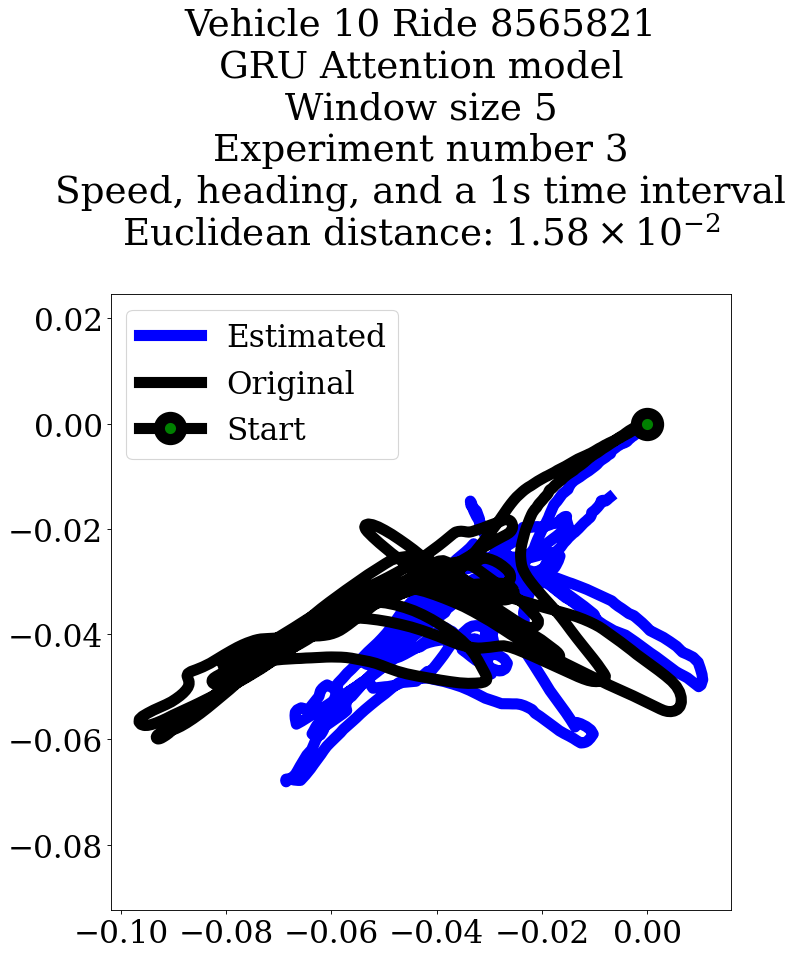 Vehicle 10 Ride 8565821
GRU Attention model
Window size 5
Experiment number 3
Speed, heading, and a 1s time interval
Euclidean distance: 1.58 × 10⁻²
Estimated
Original
Start
0.02
0.00
−0.02
−0.04
−0.06
−0.08
−0.10 −0.08 −0.06 −0.04 −0.02 0.00